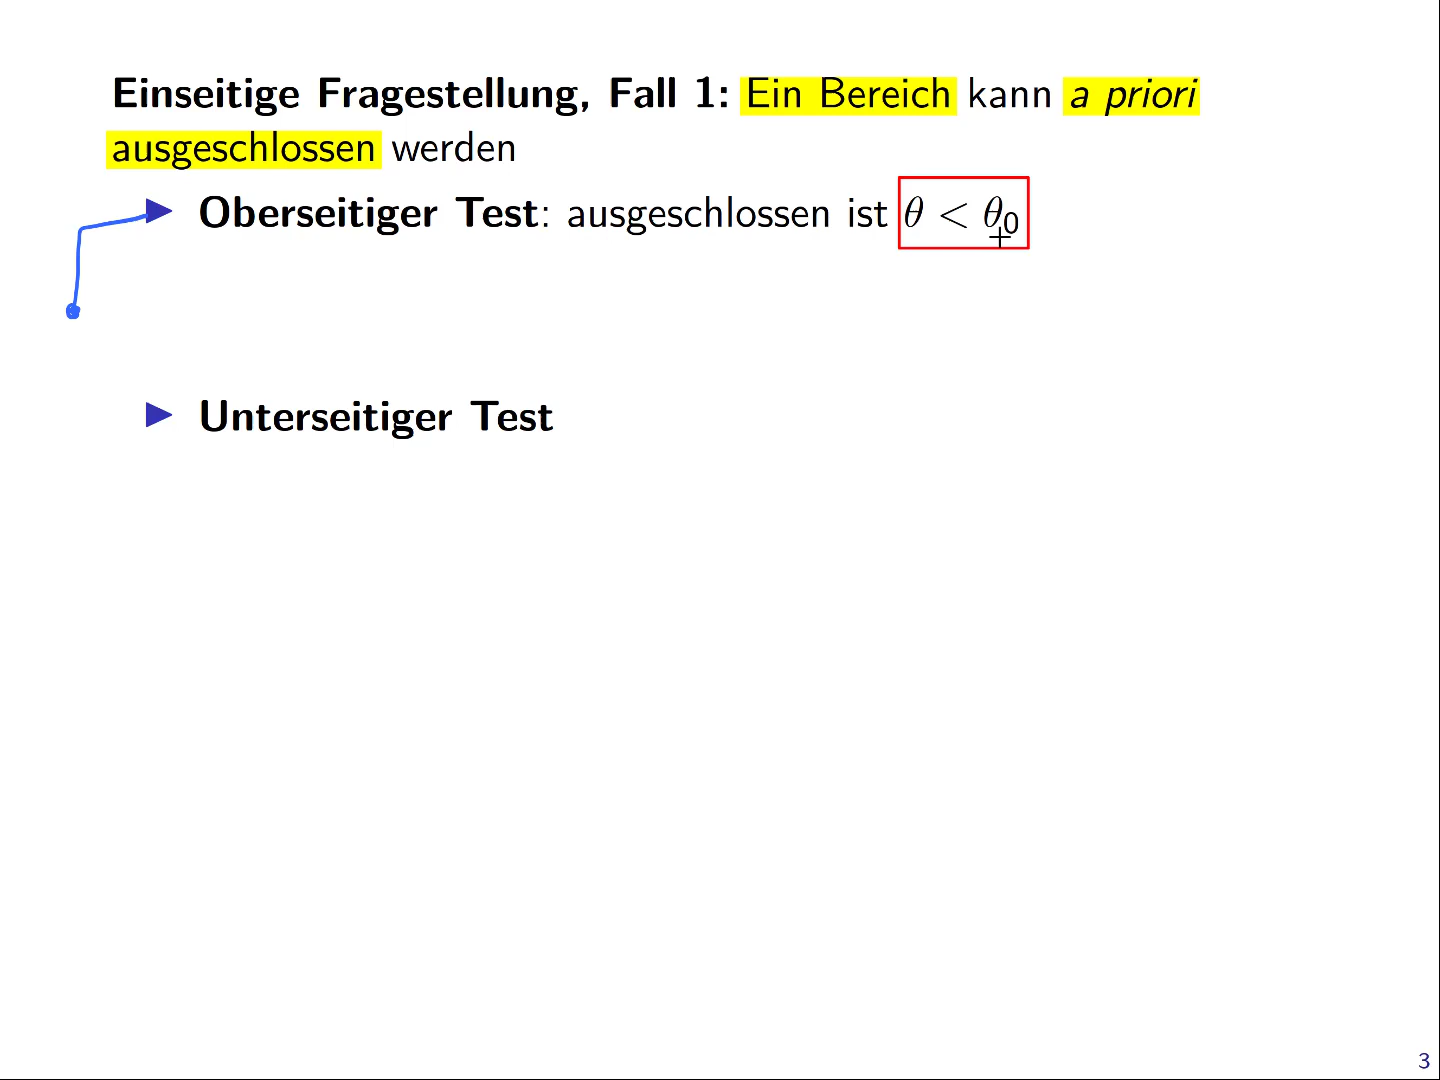 Einseitige Fragestellung, Fall 1: Ein Bereich kann a priori
ausgeschlossen werden
▶ Oberseitiger Test: ausgeschlossen ist θ < θ₀
▶ Unterseitiger Test
3